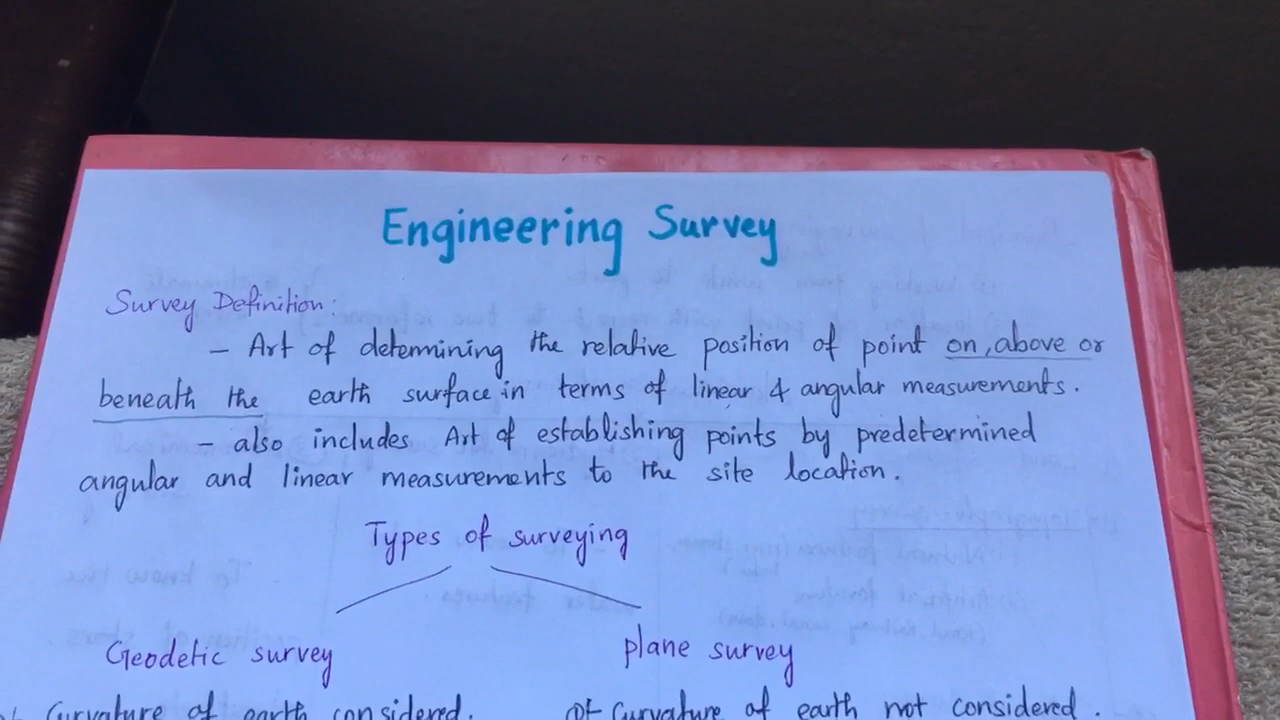 Engineering Survey
Survey Definition:
- Art of determining the relative position of point on, above or
beneath the earth surface in terms of linear & angular measurements.
- also includes Art of establishing points by predetermined
angular and linear measurements to the site location.
Types of surveying
Geodetic survey plane survey
Curvature of earth considered. Curvature of earth not considered.